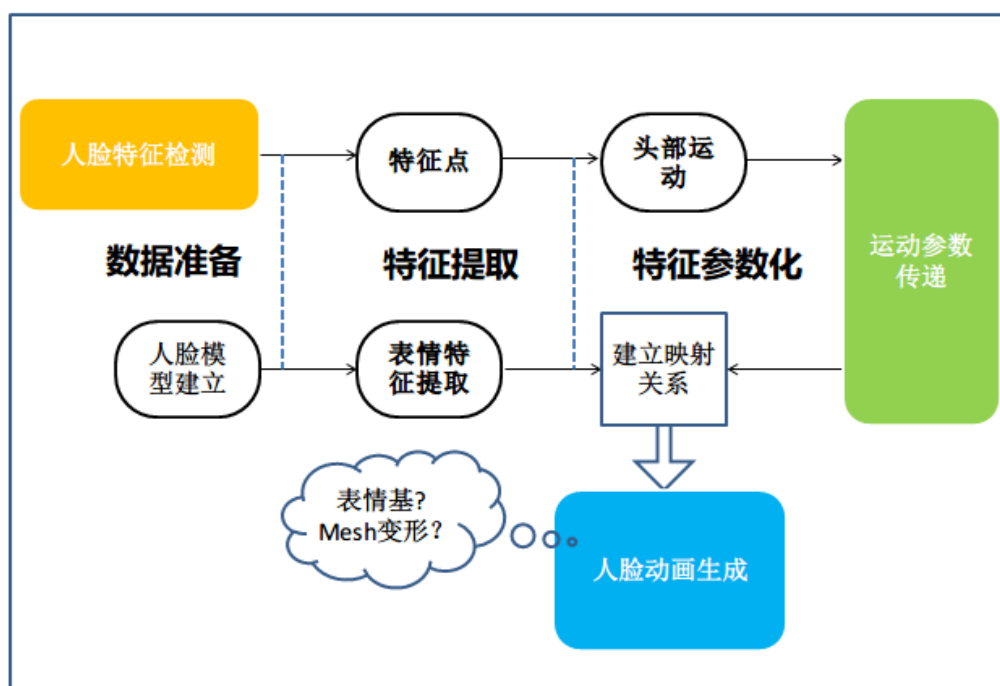 人脸特征检测
特征点
头部运
动
运动参数
传递
数据准备
特征提取
特征参数化
人脸模
型建立
表情特
征提取
建立映射
关系
表情基?
Mesh变形？
人脸动画生成